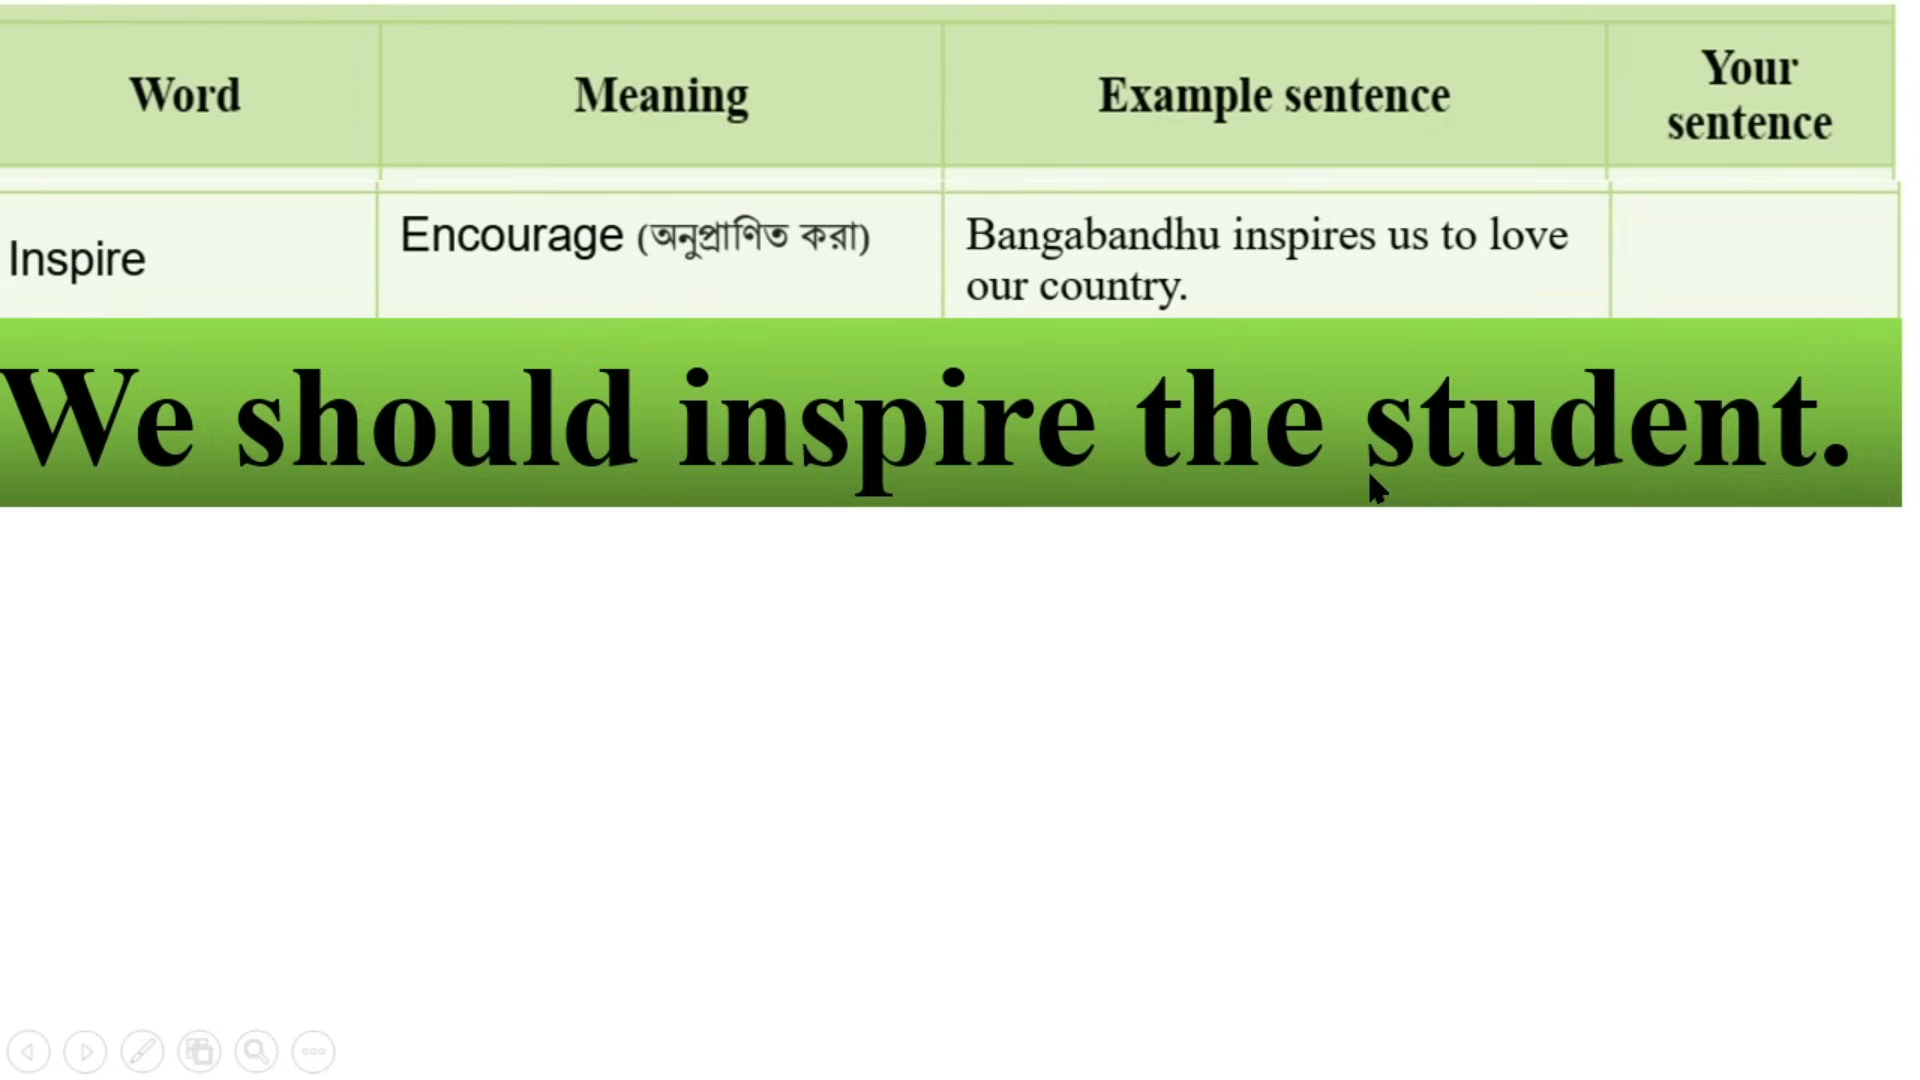 Word Meaning Example sentence Your sentence
Inspire Encourage (অনুপ্রাণিত করা) Bangabandhu inspires us to love
our country.
We should inspire the student.